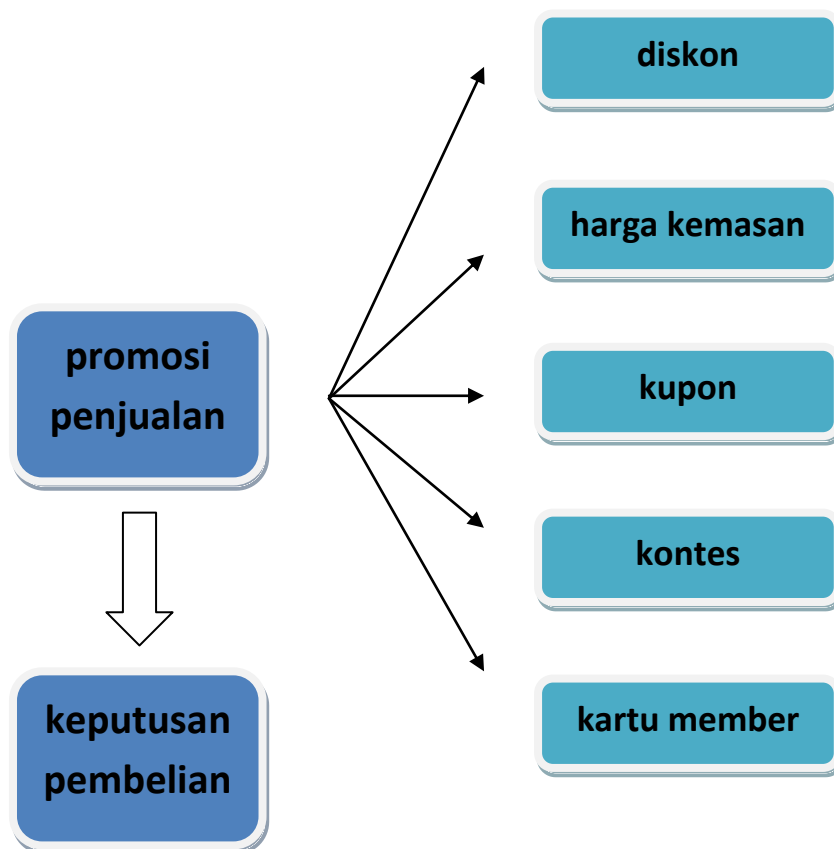 diskon
harga kemasan
promosi
penjualan
kupon
kontes
keputusan
pembelian
kartu member